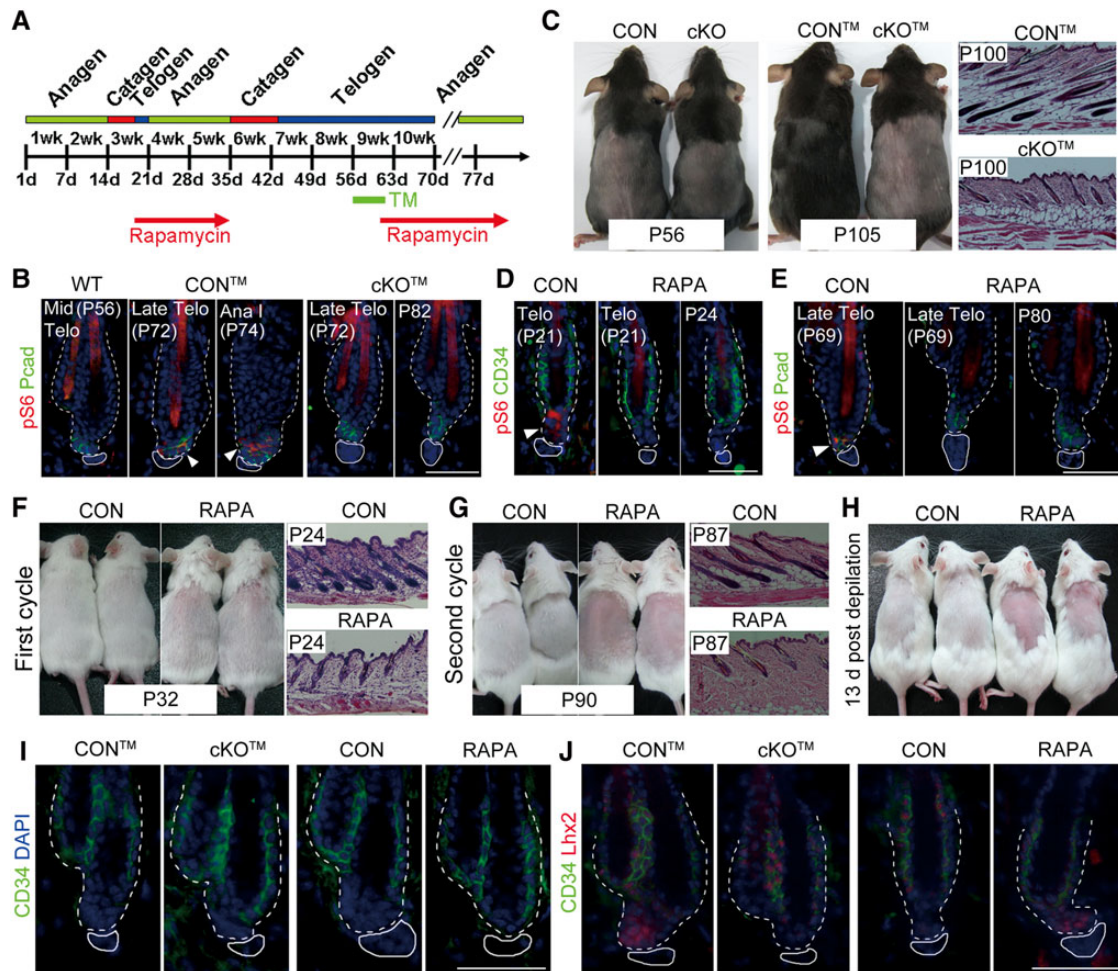 A
Anagen Catagen Telogen Anagen Catagen Telogen Anagen
1wk 2wk 3wk 4wk 5wk 6wk 7wk 8wk 9wk 10wk
1d 7d 14d 21d 28d 35d 42d 49d 56d 63d 70d 77d
TM
Rapamycin Rapamycin
C
CON cKO CONᵀᴹ cKOᵀᴹ
P56 P105
CONᵀᴹ
P100
cKOᵀᴹ
P100
B
WT CONᵀᴹ cKOᵀᴹ
pS6 Pcad
Mid (P56) Late Telo Ana I Late Telo P82
Telo (P72) (P74) (P72)
D
CON RAPA
pS6 CD34
Telo Telo P24
(P21) (P21)
E
CON RAPA
pS6 Pcad
Late Telo Late Telo P80
(P69) (P69)
F
CON RAPA
First cycle
P32
CON
P24
RAPA
P24
G
CON RAPA
Second cycle
P90
CON
P87
RAPA
P87
H
CON RAPA
13 d post depilation
I
CONᵀᴹ cKOᵀᴹ CON RAPA
CD34 DAPI
J
CONᵀᴹ cKOᵀᴹ CON RAPA
CD34 Lhx2